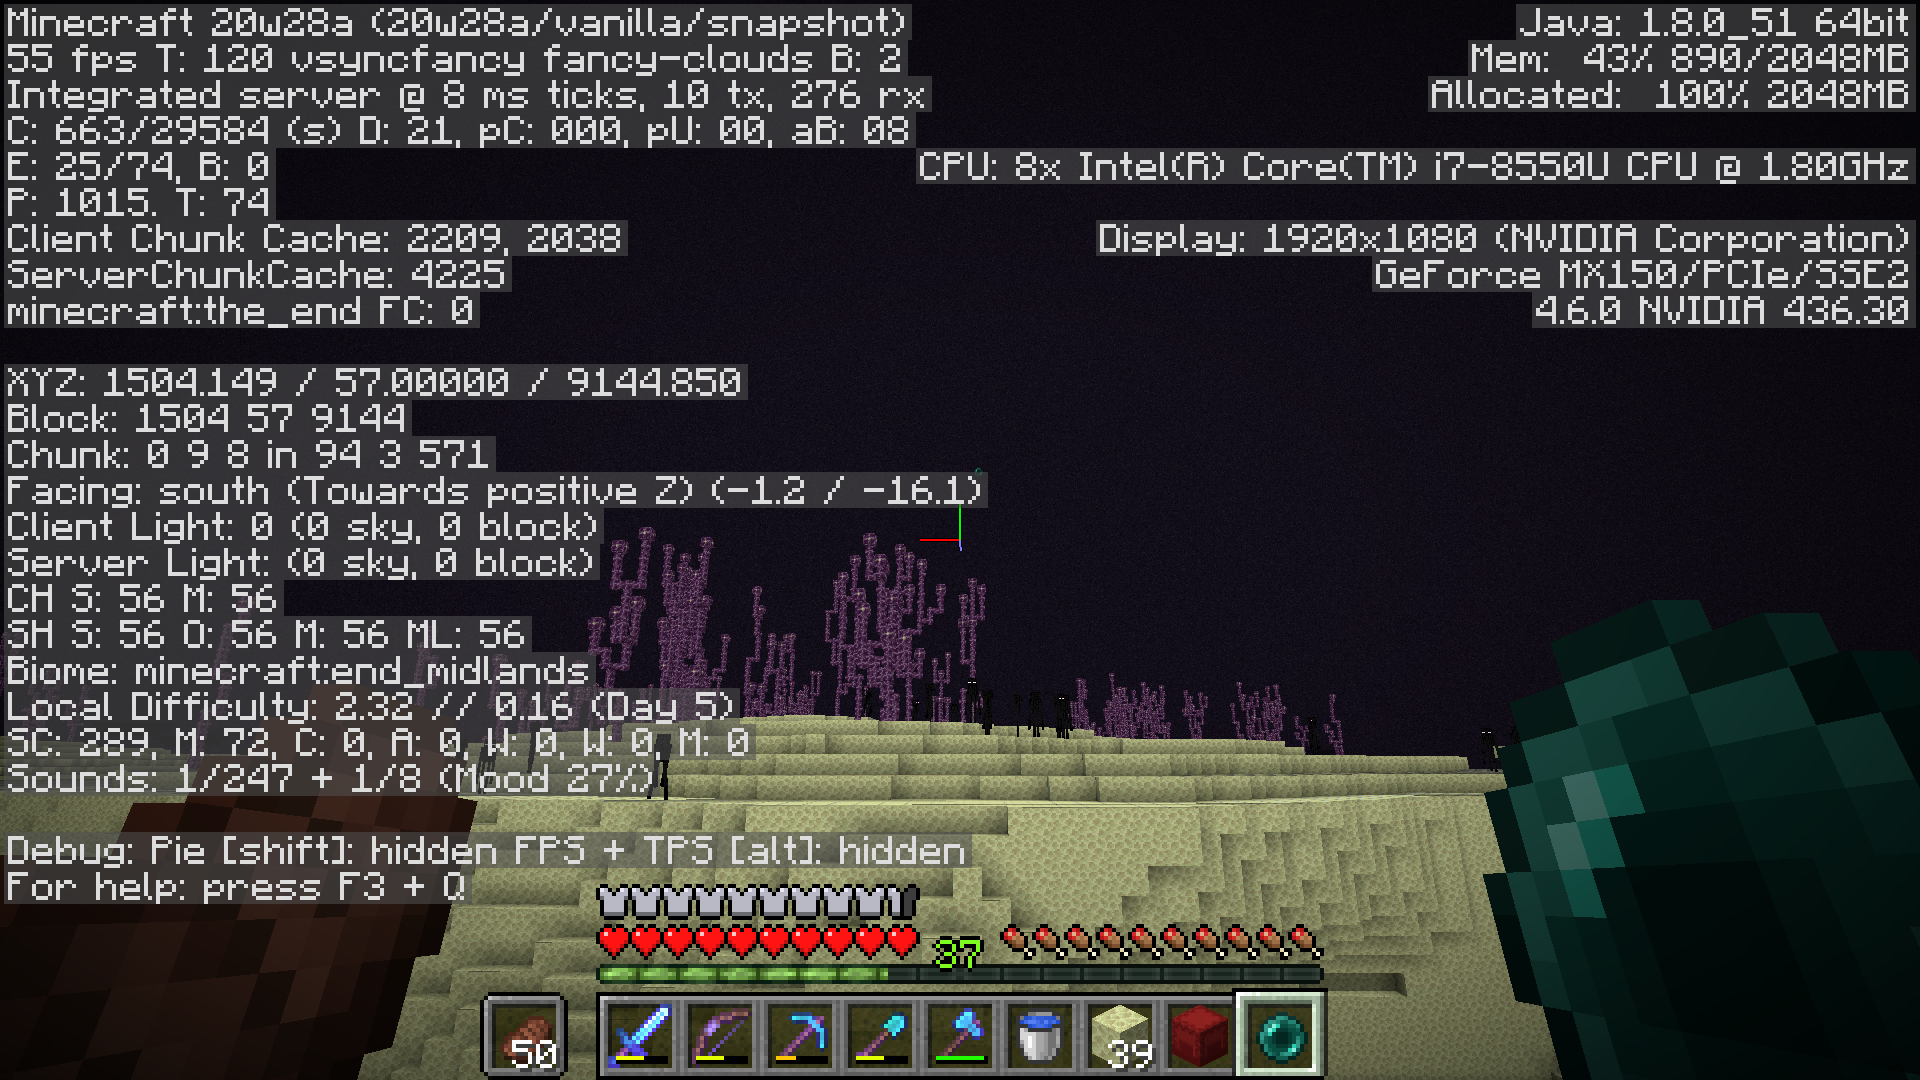 Minecraft 20w28a (20w28a/vanilla/snapshot)
55 fps T: 120 vsyncfancy fancy-clouds B: 2
Integrated server @ 8 ms ticks, 10 tx, 276 rx
C: 663/29584 (s) D: 21, pC: 000, pU: 00, aB: 08
E: 25/74, B: 0
P: 1015. T: 74
Client Chunk Cache: 2209, 2038
ServerChunkCache: 4225
minecraft:the_end FC: 0
XYZ: 1504.149 / 57.00000 / 9144.850
Block: 1504 57 9144
Chunk: 0 9 8 in 94 3 571
Facing: south (Towards positive Z) (-1.2 / -16.1)
Client Light: 0 (0 sky, 0 block)
Server Light: (0 sky, 0 block)
CH S: 56 M: 56
SH S: 56 O: 56 M: 56 ML: 56
Biome: minecraft:end_midlands
Local Difficulty: 2.32 // 0.16 (Day 5)
SC: 289, M: 72, C: 0, A: 0, W: 0, W: 0, M: 0
Sounds: 1/247 + 1/8 (Mood 27%)
Debug: Pie [shift]: hidden FPS + TPS [alt]: hidden
For help: press F3 + Q
Java: 1.8.0_51 64bit
Mem: 43% 890/2048MB
Allocated: 100% 2048MB
CPU: 8x Intel(R) Core(TM) i7-8550U CPU @ 1.80GHz
Display: 1920x1080 (NVIDIA Corporation)
GeForce MX150/PCIe/SSE2
4.6.0 NVIDIA 436.30
37
50
39